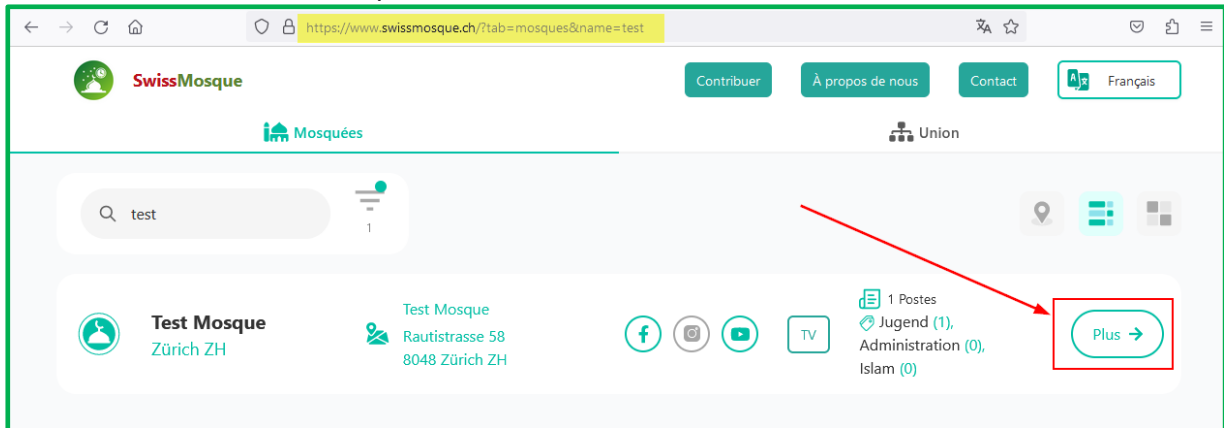 https://www.swissmosque.ch/?tab=mosques&name=test
SwissMosque
Contribuer
À propos de nous
Contact
Français
Mosquées
Union
test
1
Test Mosque
Zürich ZH
Test Mosque
Rautistrasse 58
8048 Zürich ZH
TV
1 Postes
Jugend (1),
Administration (0),
Islam (0)
Plus →